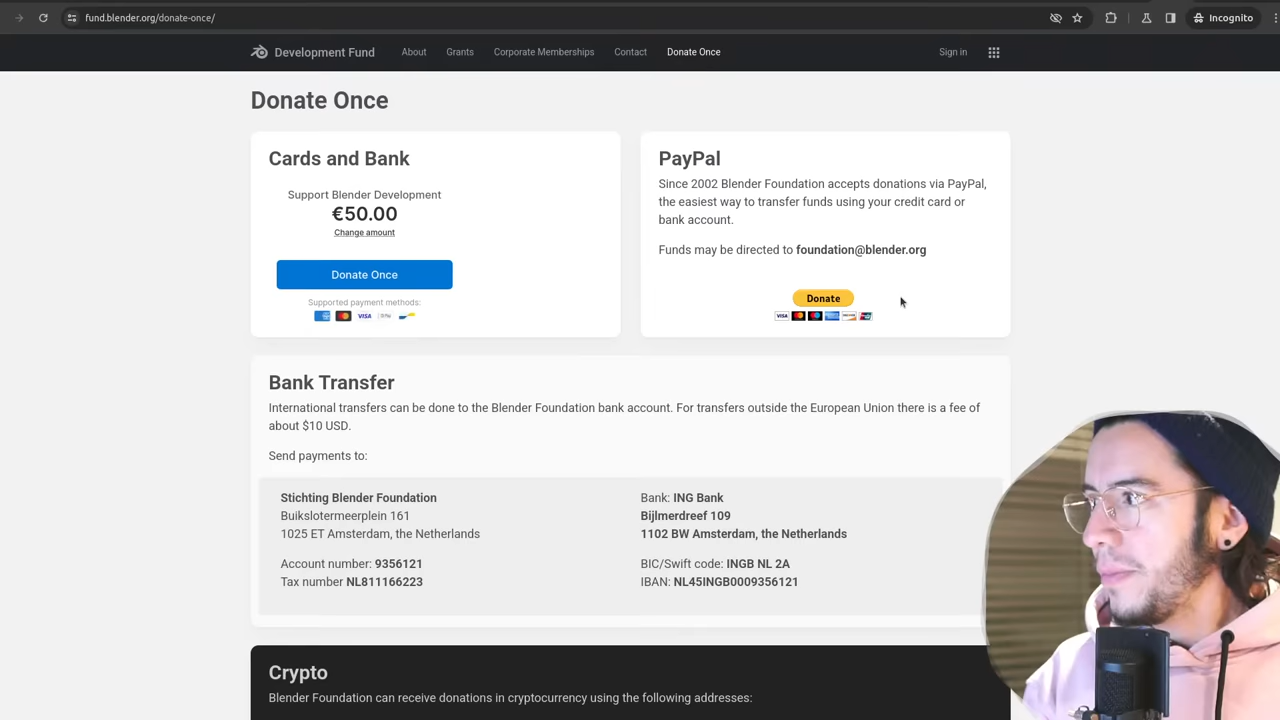 fund.blender.org/donate-once/
Incognito
Development Fund
About
Grants
Corporate Memberships
Contact
Donate Once
Sign in
Donate Once
Cards and Bank
Support Blender Development
€50.00
Change amount
Donate Once
Supported payment methods:
VISA
PayPal
Since 2002 Blender Foundation accepts donations via PayPal,
the easiest way to transfer funds using your credit card or
bank account.
Funds may be directed to foundation@blender.org
Donate
VISA
Bank Transfer
International transfers can be done to the Blender Foundation bank account. For transfers outside the European Union there is a fee of
about $10 USD.
Send payments to:
Stichting Blender Foundation
Buikslotermeerplein 161
1025 ET Amsterdam, the Netherlands
Account number: 9356121
Tax number NL811166223
Bank: ING Bank
Bijlmerdreef 109
1102 BW Amsterdam, the Netherlands
BIC/Swift code: INGB NL 2A
IBAN: NL45INGB0009356121
Crypto
Blender Foundation can receive donations in cryptocurrency using the following addresses: